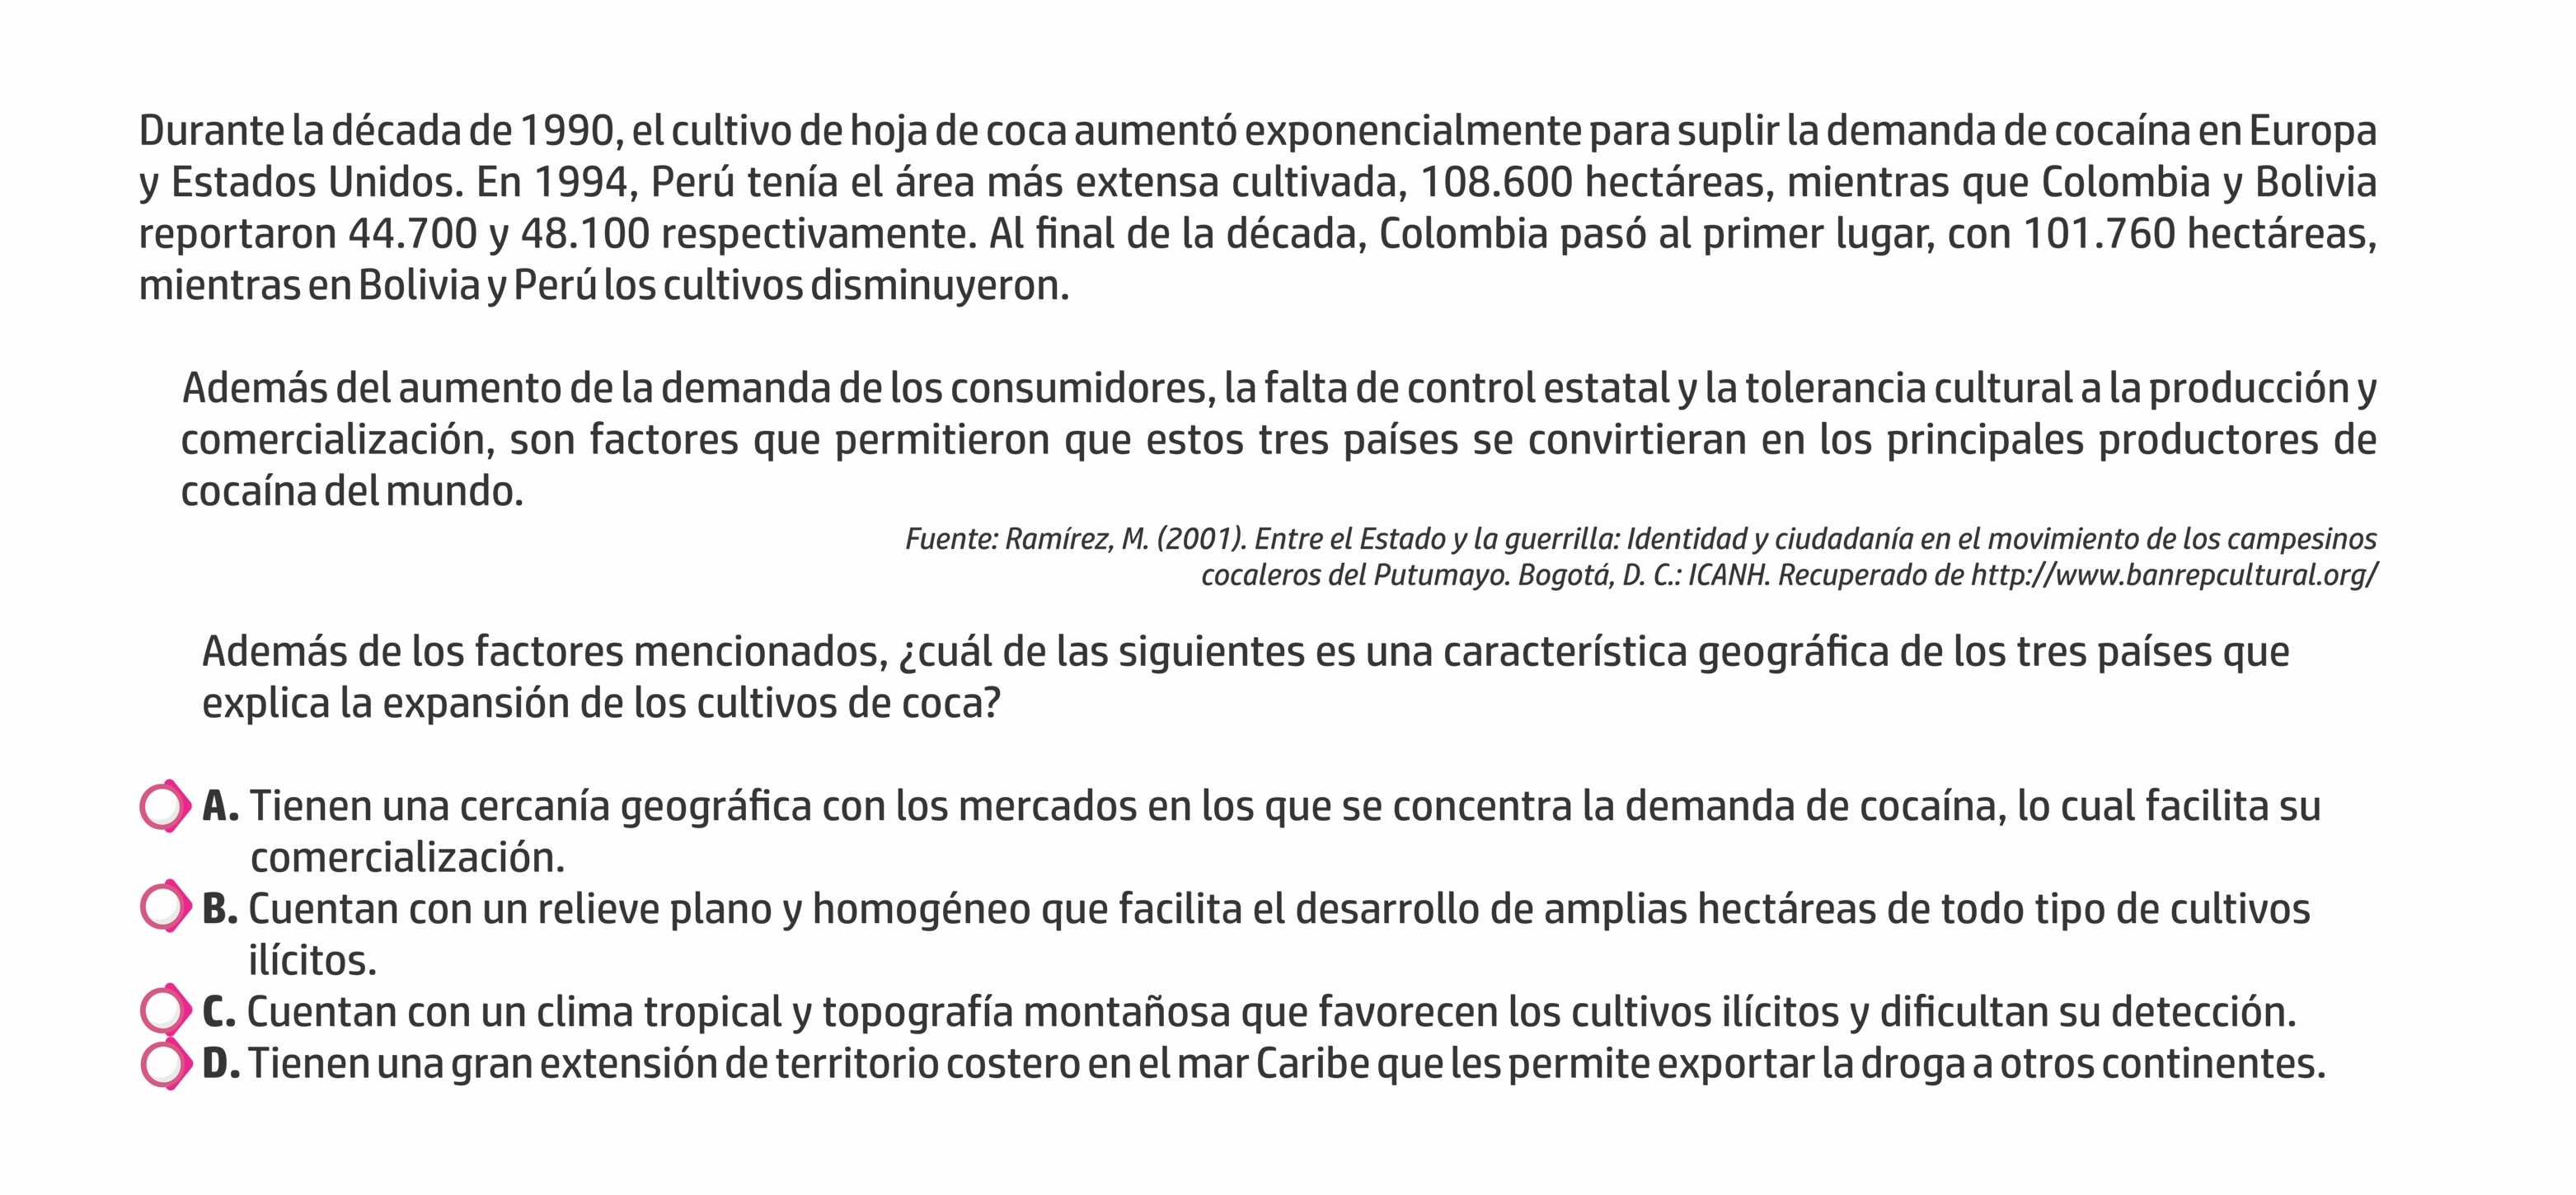 Durante la década de 1990, el cultivo de hoja de coca aumentó exponencialmente para suplir la demanda de cocaína en Europa
y Estados Unidos. En 1994, Perú tenía el área más extensa cultivada, 108.600 hectáreas, mientras que Colombia y Bolivia
reportaron 44.700 y 48.100 respectivamente. Al final de la década, Colombia pasó al primer lugar, con 101.760 hectáreas,
mientras en Bolivia y Perú los cultivos disminuyeron.
Además del aumento de la demanda de los consumidores, la falta de control estatal y la tolerancia cultural a la producción y
comercialización, son factores que permitieron que estos tres países se convirtieran en los principales productores de
cocaína del mundo.
Fuente: Ramírez, M. (2001). Entre el Estado y la guerrilla: Identidad y ciudadanía en el movimiento de los campesinos
cocaleros del Putumayo. Bogotá, D. C.: ICANH. Recuperado de http://www.banrepcultural.org/
Además de los factores mencionados, ¿cuál de las siguientes es una característica geográfica de los tres países que
explica la expansión de los cultivos de coca?
A. Tienen una cercanía geográfica con los mercados en los que se concentra la demanda de cocaína, lo cual facilita su
comercialización.
B. Cuentan con un relieve plano y homogéneo que facilita el desarrollo de amplias hectáreas de todo tipo de cultivos
ilícitos.
C. Cuentan con un clima tropical y topografía montañosa que favorecen los cultivos ilícitos y dificultan su detección.
D. Tienen una gran extensión de territorio costero en el mar Caribe que les permite exportar la droga a otros continentes.